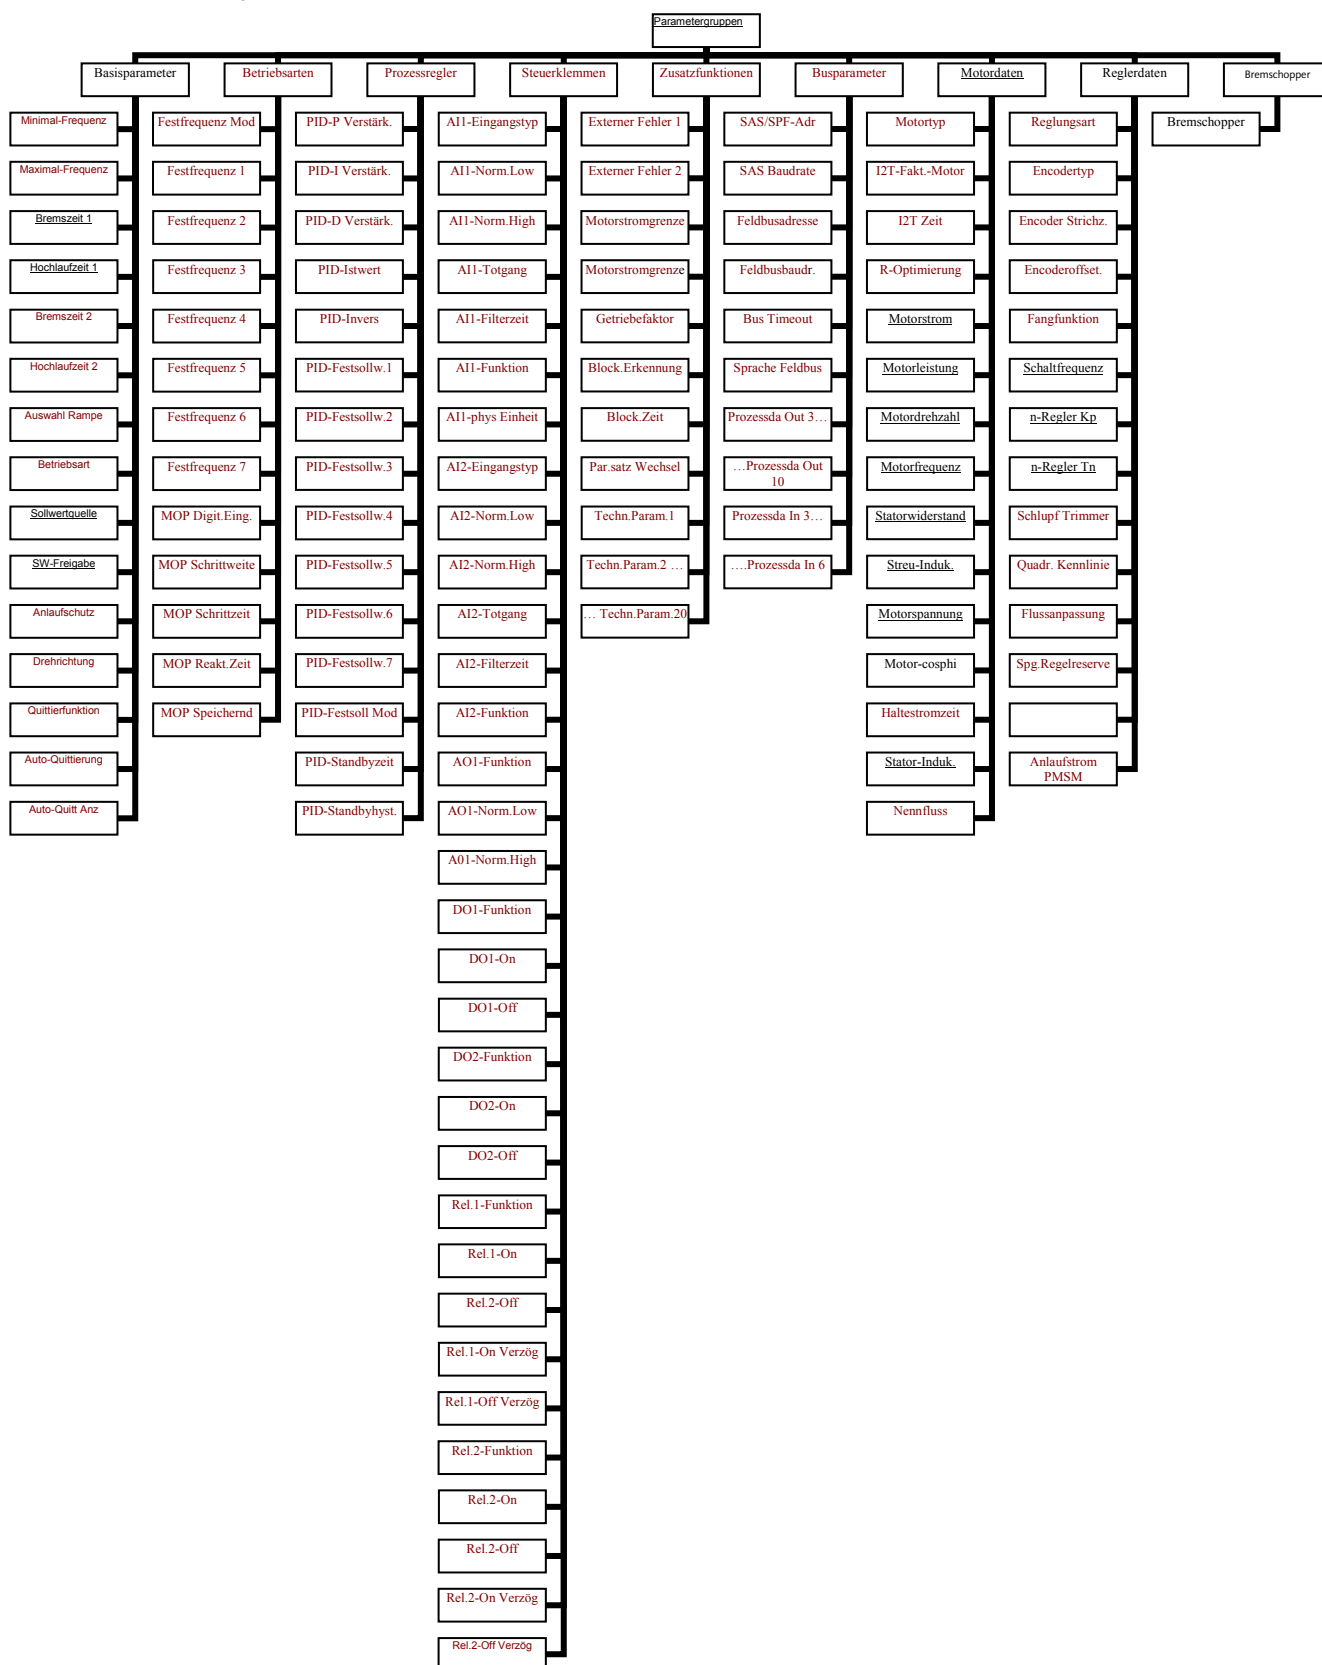 Parametergruppen
Basisparameter
Minimal-Frequenz
Maximal-Frequenz
Bremszeit 1
Hochlaufzeit 1
Bremszeit 2
Hochlaufzeit 2
Auswahl Rampe
Betriebsart
Sollwertquelle
SW-Freigabe
Anlaufschutz
Drehrichtung
Quittierfunktion
Auto-Quittierung
Auto-Quitt Anz
Betriebsarten
Festfrequenz Mod
Festfrequenz 1
Festfrequenz 2
Festfrequenz 3
Festfrequenz 4
Festfrequenz 5
Festfrequenz 6
Festfrequenz 7
MOP Digit.Eing.
MOP Schrittweite
MOP Schrittzeit
MOP Reakt.Zeit
MOP Speichernd
Prozessregler
PID-P Verstärk.
PID-I Verstärk.
PID-D Verstärk.
PID-Istwert
PID-Invers
PID-Festsollw.1
PID-Festsollw.2
PID-Festsollw.3
PID-Festsollw.4
PID-Festsollw.5
PID-Festsollw.6
PID-Festsollw.7
PID-Festsoll Mod
PID-Standbyzeit
PID-Standbyhyst.
Steuerklemmen
AI1-Eingangstyp
AI1-Norm.Low
AI1-Norm.High
AI1-Totgang
AI1-Filterzeit
AI1-Funktion
AI1-phys Einheit
AI2-Eingangstyp
AI2-Norm.Low
AI2-Norm.High
AI2-Totgang
AI2-Filterzeit
AI2-Funktion
AO1-Funktion
AO1-Norm.Low
A01-Norm.High
DO1-Funktion
DO1-On
DO1-Off
DO2-Funktion
DO2-On
DO2-Off
Rel.1-Funktion
Rel.1-On
Rel.2-Off
Rel.1-On Verzög
Rel.1-Off Verzög
Rel.2-Funktion
Rel.2-On
Rel.2-Off
Rel.2-On Verzög
Rel.2-Off Verzög
Zusatzfunktionen
Externer Fehler 1
Externer Fehler 2
Motorstromgrenze
Motorstromgrenze
Getriebefaktor
Block.Erkennung
Block.Zeit
Par.satz Wechsel
Techn.Param.1
Techn.Param.2 …
… Techn.Param.20
Busparameter
SAS/SPF-Adr
SAS Baudrate
Feldbusadresse
Feldbusbaudr.
Bus Timeout
Sprache Feldbus
Prozessda Out 3…
…Prozessda Out
10
Prozessda In 3…
….Prozessda In 6
Motordaten
Motortyp
I2T-Fakt.-Motor
I2T Zeit
R-Optimierung
Motorstrom
Motorleistung
Motordrehzahl
Motorfrequenz
Statorwiderstand
Streu-Induk.
Motorspannung
Motor-cosphi
Haltestromzeit
Stator-Induk.
Nennfluss
Reglerdaten
Reglungsart
Encodertyp
Encoder Strichz.
Encoderoffset.
Fangfunktion
Schaltfrequenz
n-Regler Kp
n-Regler Tn
Schlupf Trimmer
Quadr. Kennlinie
Flussanpassung
Spg.Regelreserve
Anlaufstrom
PMSM
Bremschopper
Bremschopper